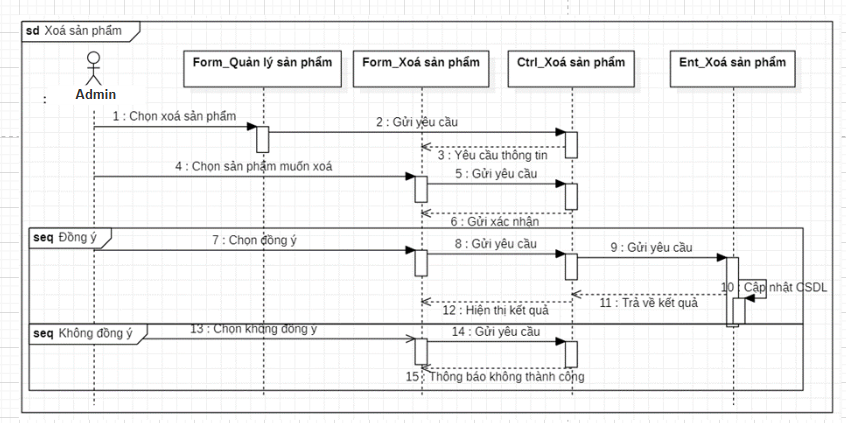 sd Xoá sản phẩm
Form_Quản lý sản phẩm
Form_Xoá sản phẩm
Ctrl_Xoá sản phẩm
Ent_Xoá sản phẩm
: Admin
1 : Chọn xoá sản phẩm
2 : Gửi yêu cầu
3 : Yêu cầu thông tin
4 : Chọn sản phẩm muốn xoá
5 : Gửi yêu cầu
6 : Gửi xác nhận
seq Đồng ý
7 : Chọn đồng ý
8 : Gửi yêu cầu
9 : Gửi yêu cầu
10 : Cập nhật CSDL
11 : Trả về kết quả
12 : Hiện thị kết quả
seq Không đồng ý
13 : Chọn không đồng ý
14 : Gửi yêu cầu
15 : Thông báo không thành công